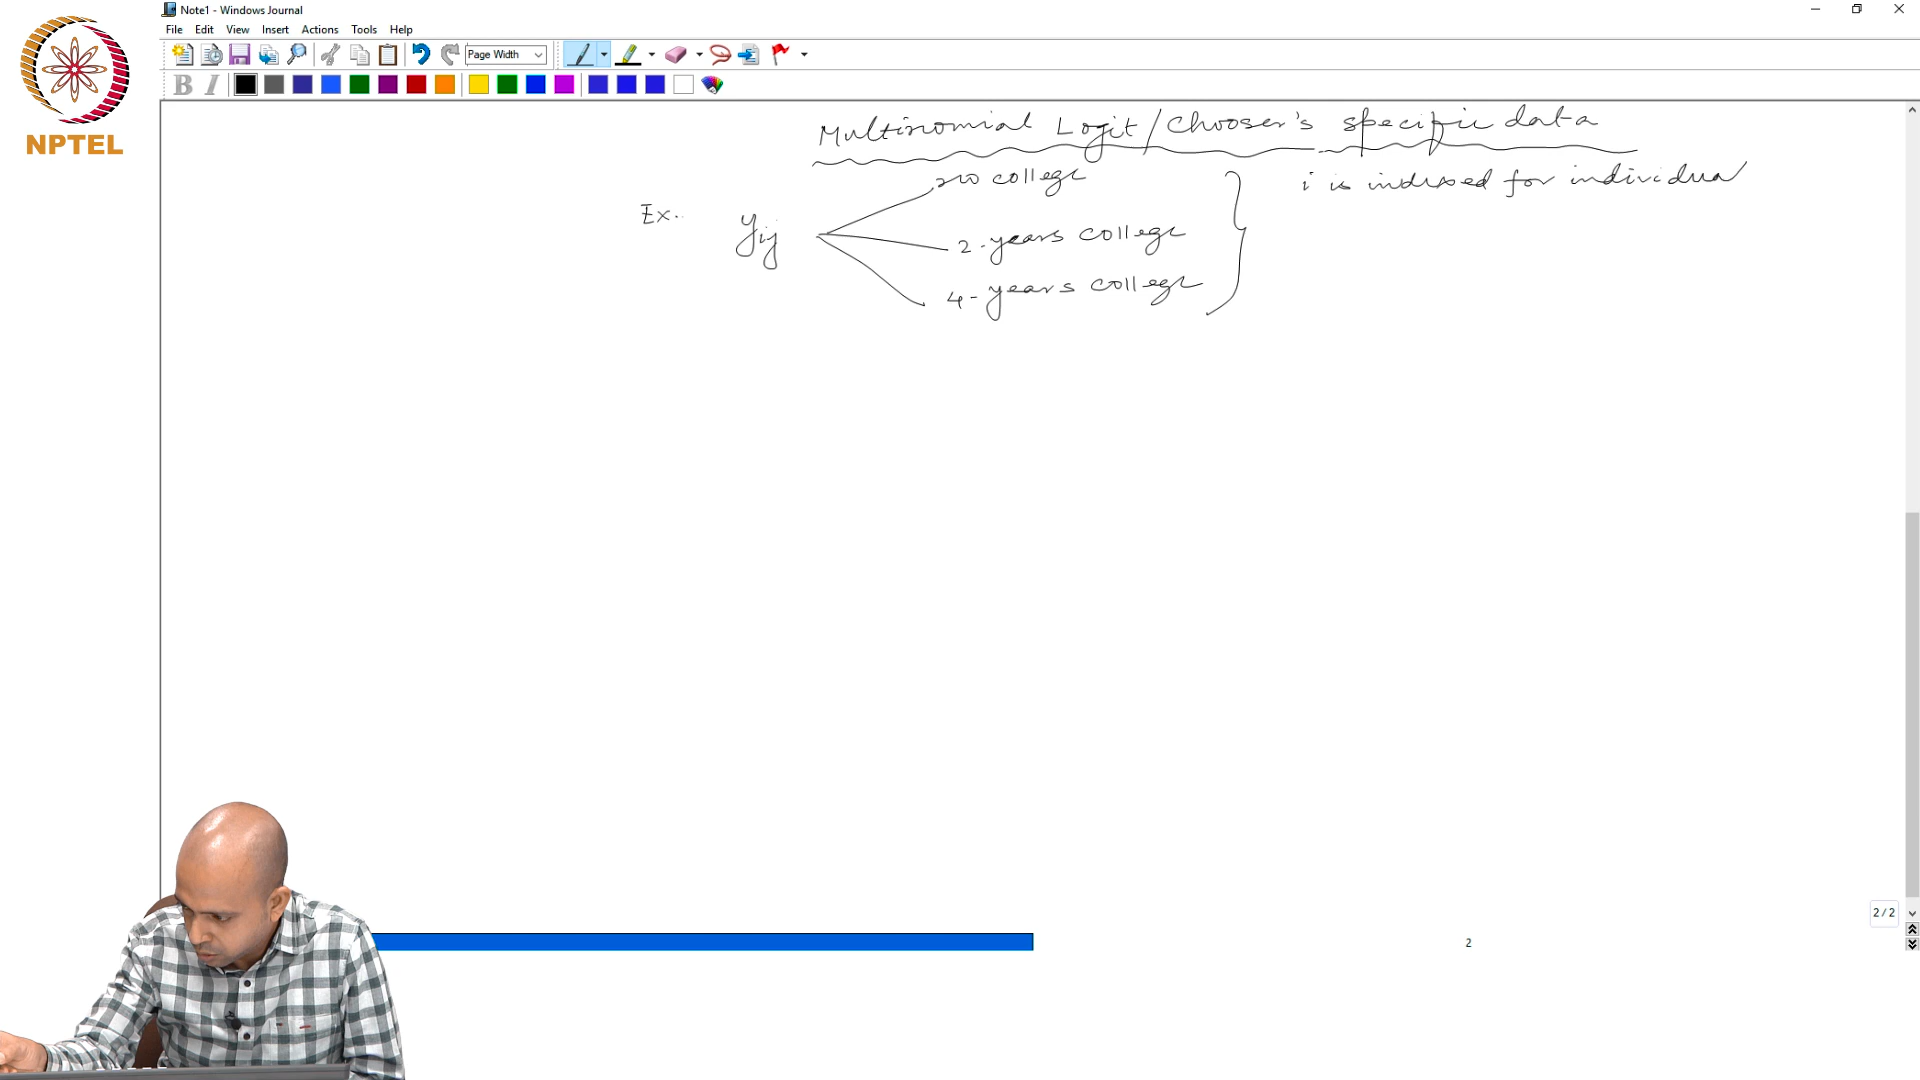 Note1 - Windows Journal
File Edit View Insert Actions Tools Help
Page Width
B I
NPTEL
Multinomial Logit/Chooser's specific data
no college
i is indexed for individua
Ex.
yij
2-years college
4-years college
2/2
2